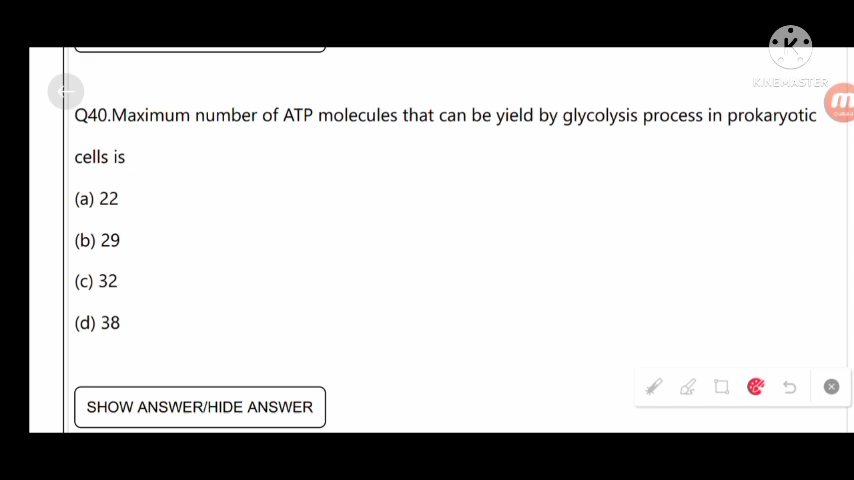 KINEMASTER
Q40.Maximum number of ATP molecules that can be yield by glycolysis process in prokaryotic
cells is
(a) 22
(b) 29
(c) 32
(d) 38
SHOW ANSWER/HIDE ANSWER